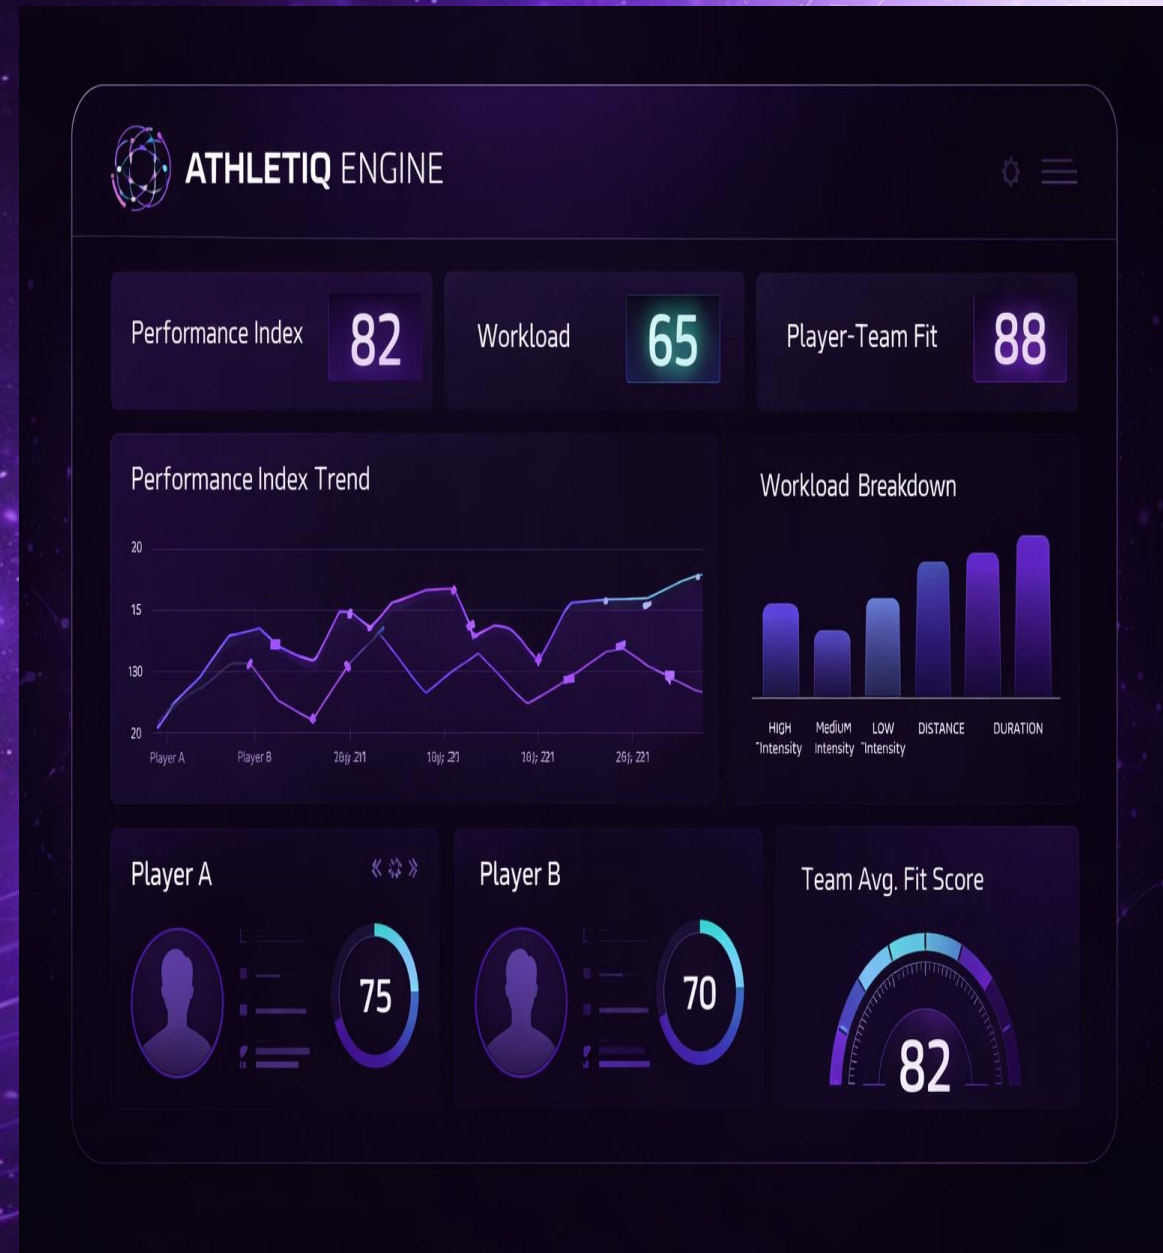 ATHLETIQ ENGINE
Performance Index
82
Workload
65
Player-Team Fit
88
Performance Index Trend
20
15
130
20
Player A
Player B
Workload Breakdown
HIGH
Intensity
Medium
Intensity
LOW
Intensity
DISTANCE
DURATION
Player A
75
Player B
70
Team Avg. Fit Score
82